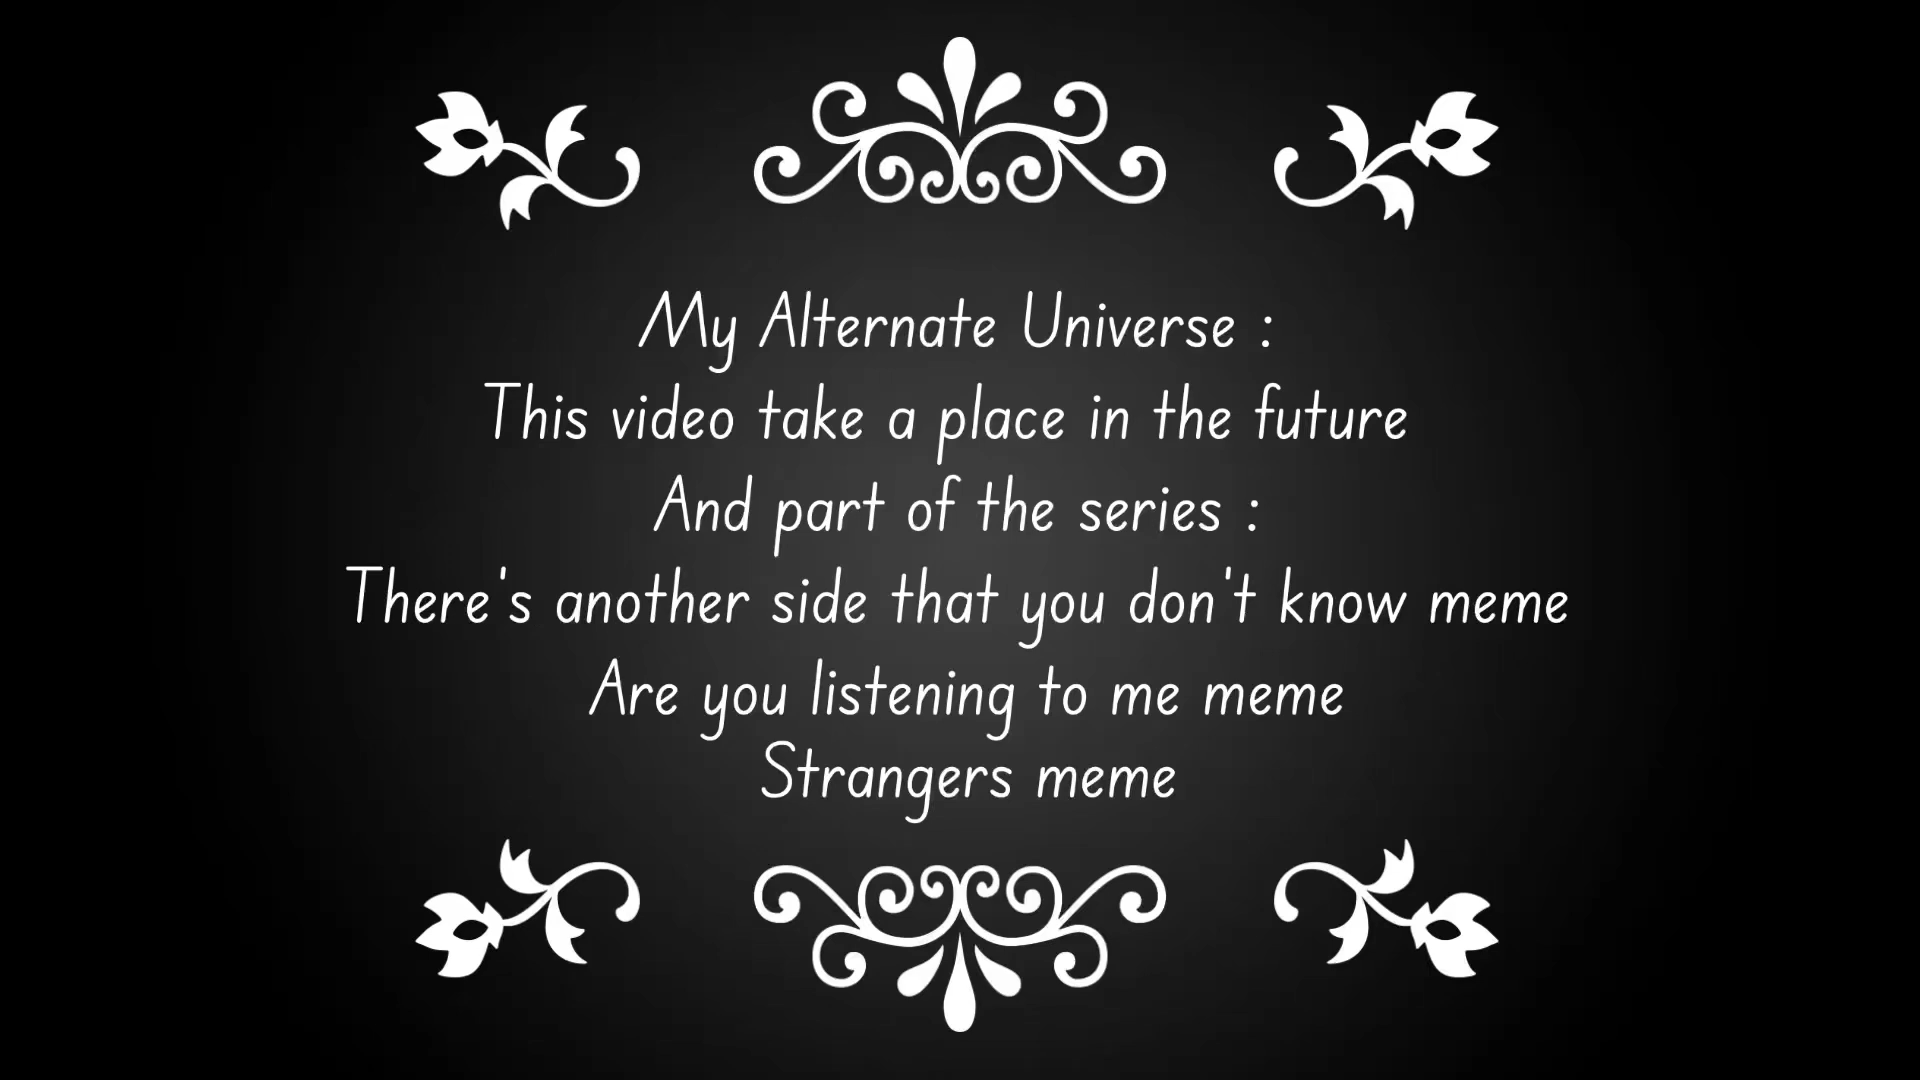 My Alternate Universe :
This video take a place in the future
And part of the series :
There's another side that you don't know meme
Are you listening to me meme
Strangers meme